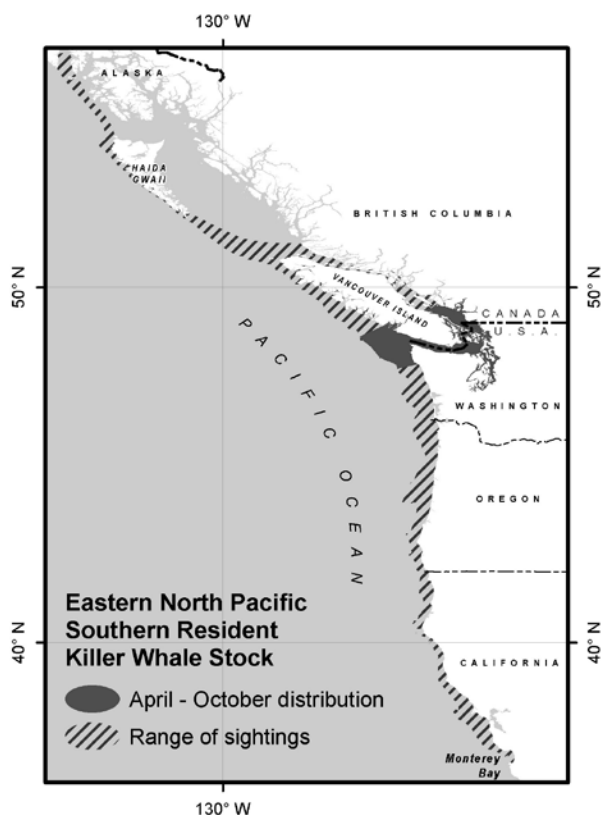 130° W
ALASKA
HAIDA
GWAII
BRITISH COLUMBIA
50° N
50° N
VANCOUVER ISLAND
CANADA
U.S.A.
PACIFIC OCEAN
WASHINGTON
OREGON
Eastern North Pacific
Southern Resident
Killer Whale Stock
40° N
40° N
CALIFORNIA
April - October distribution
Range of sightings
Monterey
Bay
130° W